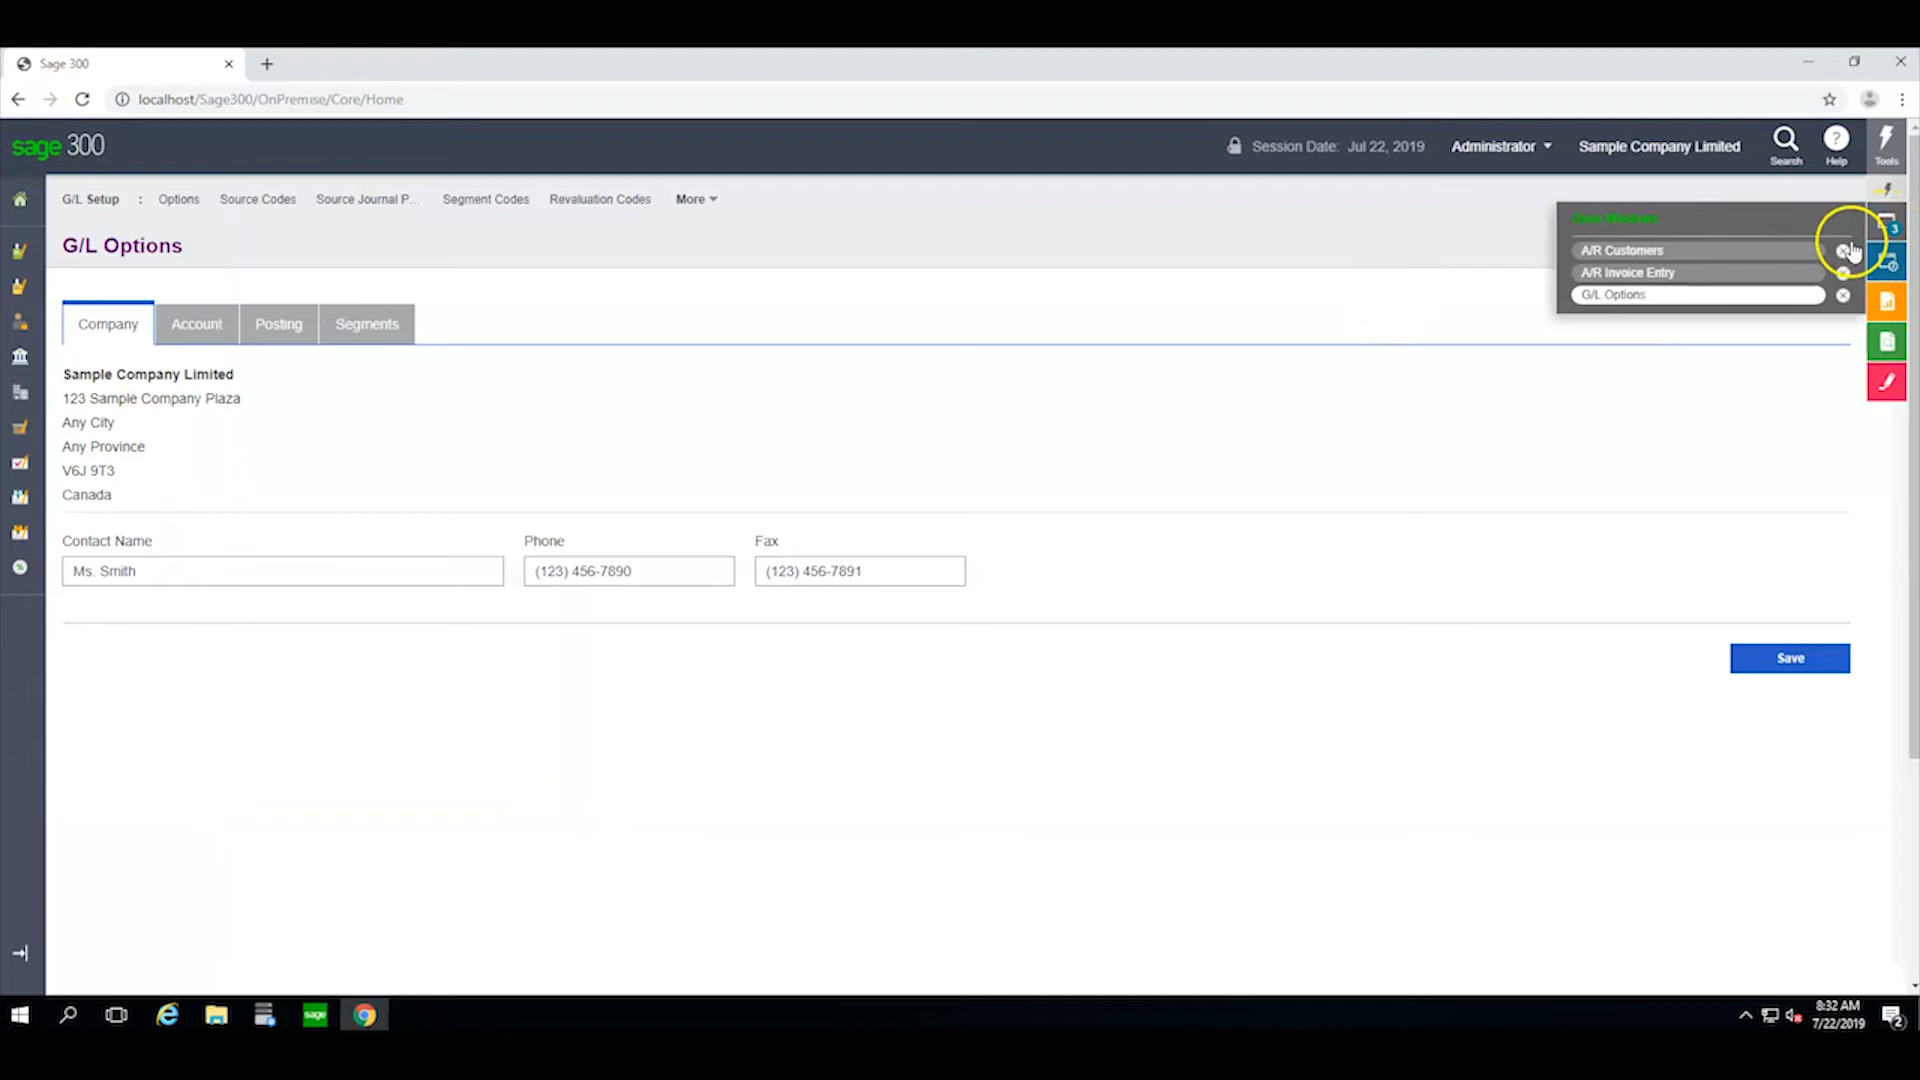 Sage 300
localhost/Sage300/OnPremise/Core/Home
sage 300
Session Date: Jul 22, 2019
Administrator
Sample Company Limited
Search
Help
Tools
G/L Setup : Options Source Codes Source Journal P... Segment Codes Revaluation Codes More
G/L Options
Open Windows
3
A/R Customers
A/R Invoice Entry
G/L Options
Company Account Posting Segments
Sample Company Limited
123 Sample Company Plaza
Any City
Any Province
V6J 9T3
Canada
Contact Name Phone Fax
Ms. Smith (123) 456-7890 (123) 456-7891
Save
sage
8:32 AM
7/22/2019
2